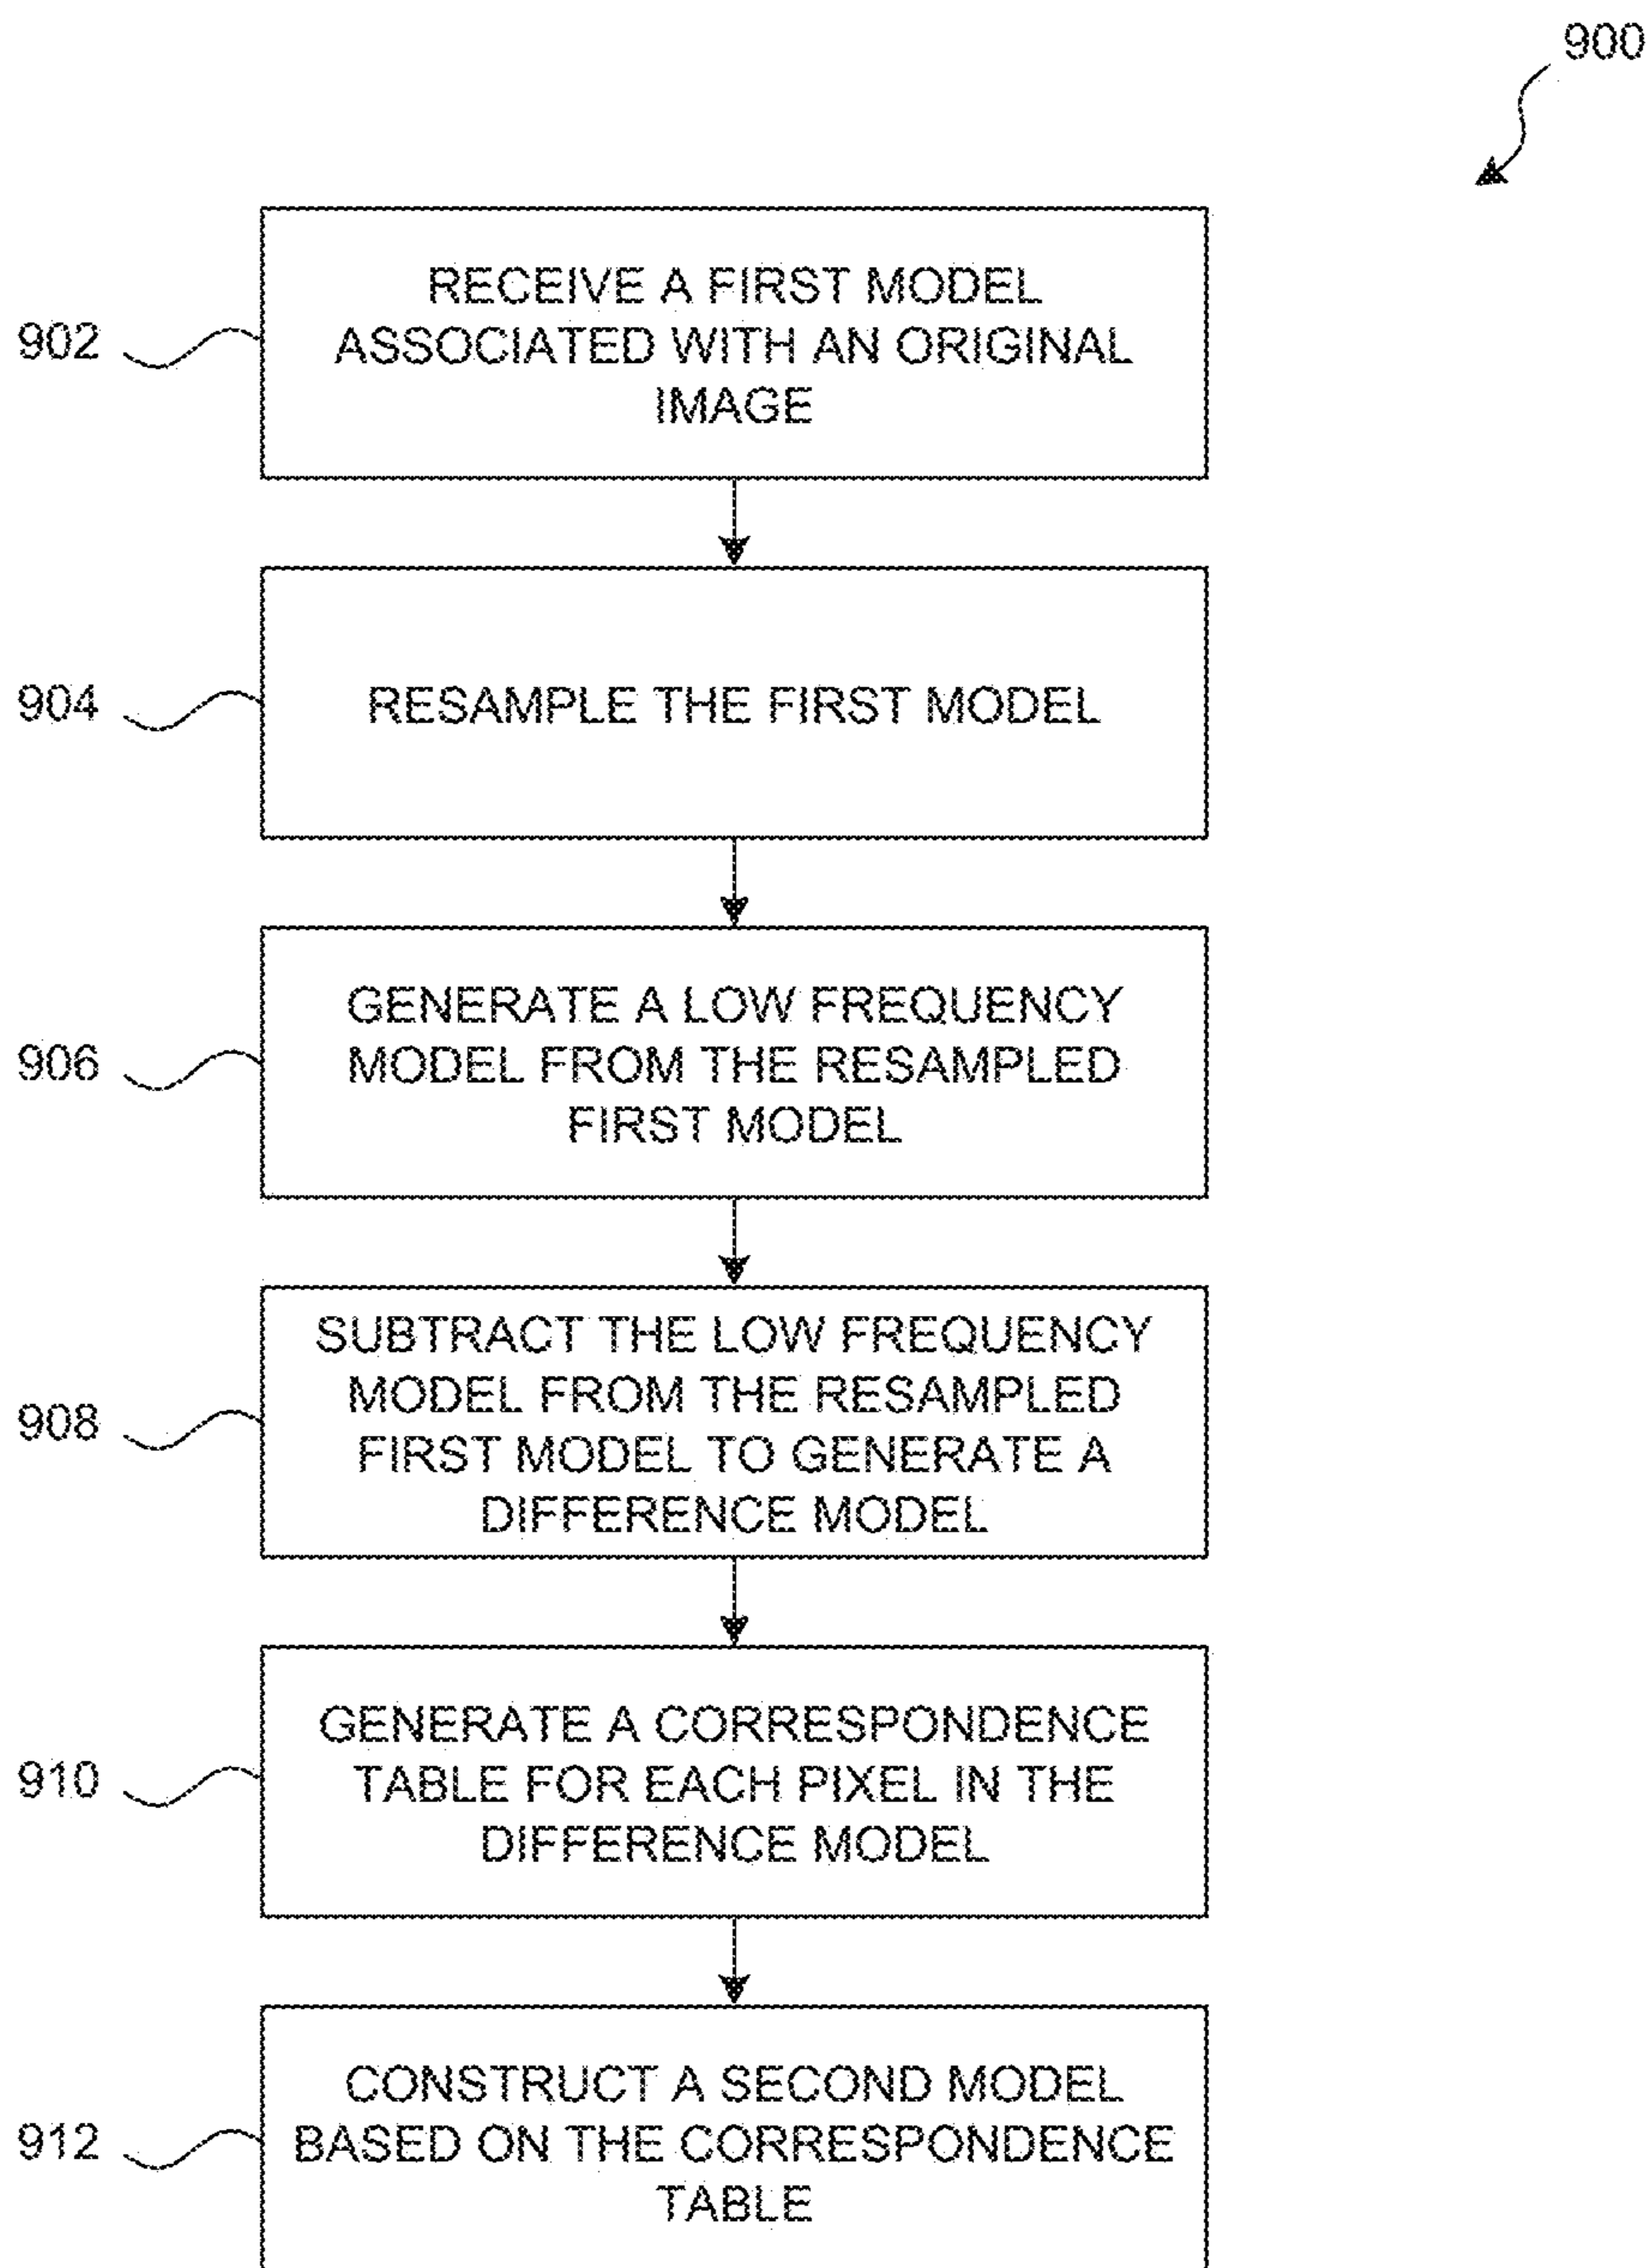 900
902
RECEIVE A FIRST MODEL
ASSOCIATED WITH AN ORIGINAL
IMAGE
904
RESAMPLE THE FIRST MODEL
906
GENERATE A LOW FREQUENCY
MODEL FROM THE RESAMPLED
FIRST MODEL
908
SUBTRACT THE LOW FREQUENCY
MODEL FROM THE RESAMPLED
FIRST MODEL TO GENERATE A
DIFFERENCE MODEL
910
GENERATE A CORRESPONDENCE
TABLE FOR EACH PIXEL IN THE
DIFFERENCE MODEL
912
CONSTRUCT A SECOND MODEL
BASED ON THE CORRESPONDENCE
TABLE